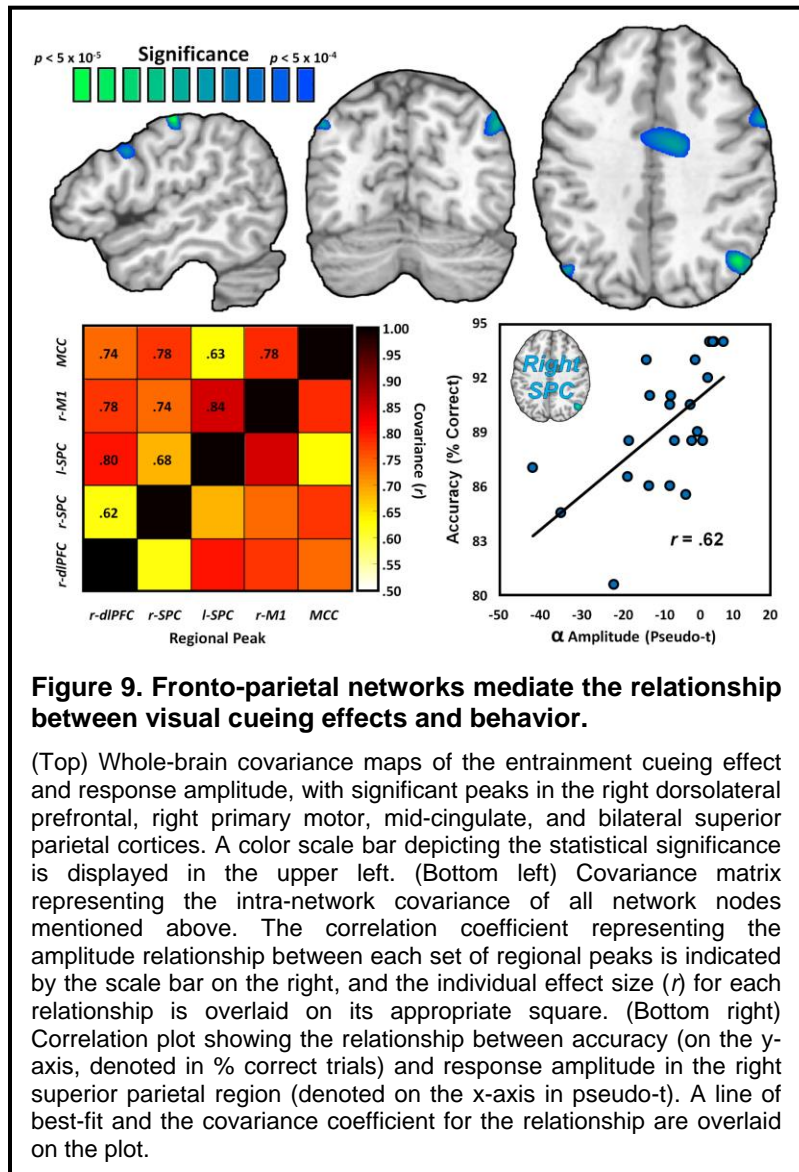 Significance
p < 5 x 10-5
p < 5 x 10-4
MCC
r-M1
l-SPC
r-SPC
r-dlPFC
.74 .78 .63 .78
.78 .74 .84
.80 .68
.62
r-dlPFC r-SPC l-SPC r-M1 MCC
Regional Peak
1.00
.95
.90
.85
.80
.75
.70
.65
.60
.55
.50
Covariance (r)
Accuracy (% Correct)
95
92
89
86
83
80
Right
SPC
r = .62
-50 -40 -30 -20 -10 0 10 20
α Amplitude (Pseudo-t)
Figure 9. Fronto-parietal networks mediate the relationship
between visual cueing effects and behavior.
(Top) Whole-brain covariance maps of the entrainment cueing effect
and response amplitude, with significant peaks in the right dorsolateral
prefrontal, right primary motor, mid-cingulate, and bilateral superior
parietal cortices. A color scale bar depicting the statistical significance
is displayed in the upper left. (Bottom left) Covariance matrix
representing the intra-network covariance of all network nodes
mentioned above. The correlation coefficient representing the
amplitude relationship between each set of regional peaks is indicated
by the scale bar on the right, and the individual effect size (r) for each
relationship is overlaid on its appropriate square. (Bottom right)
Correlation plot showing the relationship between accuracy (on the y-
axis, denoted in % correct trials) and response amplitude in the right
superior parietal region (denoted on the x-axis in pseudo-t). A line of
best-fit and the covariance coefficient for the relationship are overlaid
on the plot.